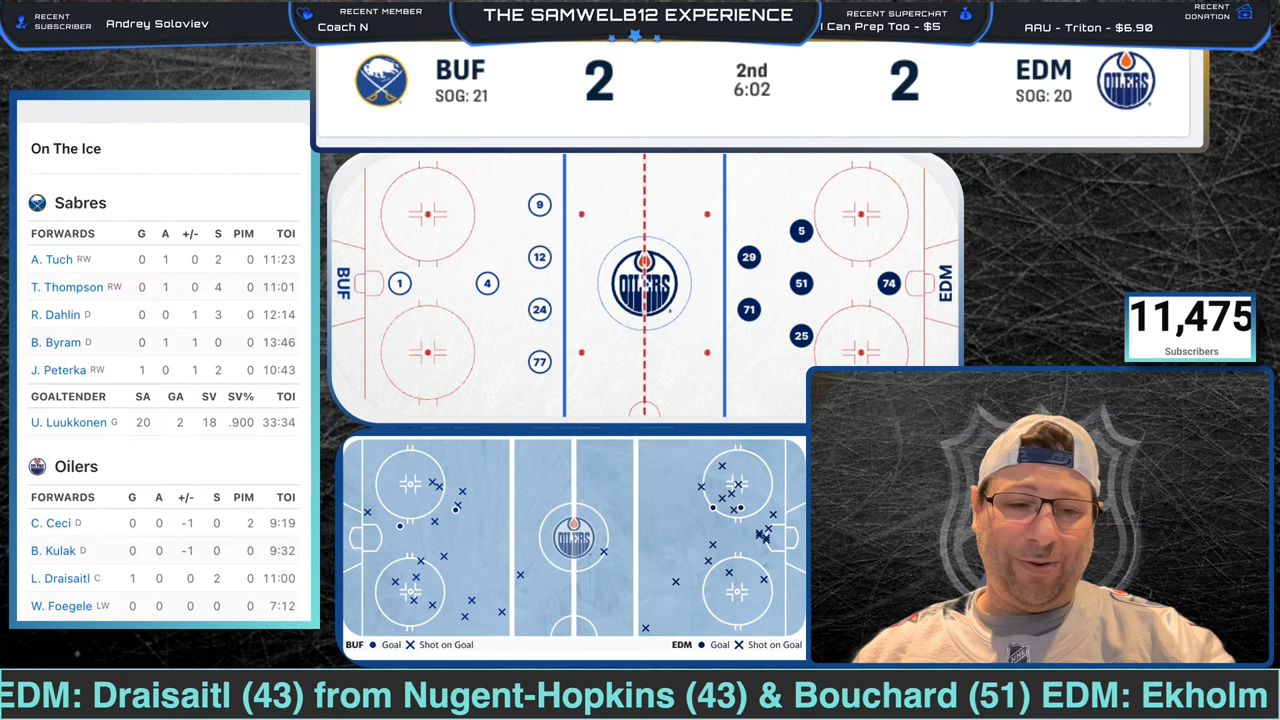 RECENT SUBSCRIBER
Andrey Soloviev
RECENT MEMBER
Coach N
THE SAMWELB12 EXPERIENCE
RECENT SUPERCHAT
I Can Prep Too - $5
RECENT DONATION
AAU - Triton - $6.90
BUF
SOG: 21
2
2nd
6:02
2
EDM
SOG: 20
OILERS
On The Ice
Sabres
FORWARDS G A +/- S PIM TOI
A. Tuch RW 0 1 0 2 0 11:23
T. Thompson RW 0 1 0 4 0 11:01
R. Dahlin D 0 0 1 3 0 12:14
B. Byram D 0 1 1 0 0 13:46
J. Peterka RW 1 0 1 2 0 10:43
GOALTENDER SA GA SV SV% TOI
U. Luukkonen G 20 2 18 .900 33:34
Oilers
FORWARDS G A +/- S PIM TOI
C. Ceci D 0 0 -1 0 2 9:19
B. Kulak D 0 0 -1 0 0 9:32
L. Draisaitl C 1 0 0 2 0 11:00
W. Foegele LW 0 0 0 0 0 7:12
BUF
1
4
9
12
24
77
OILERS
29
71
5
51
25
74
EDM
OILERS
BUF Goal Shot on Goal
EDM Goal Shot on Goal
11,475
Subscribers
NHL
EDM: Draisaitl (43) from Nugent-Hopkins (43) & Bouchard (51) EDM: Ekholm